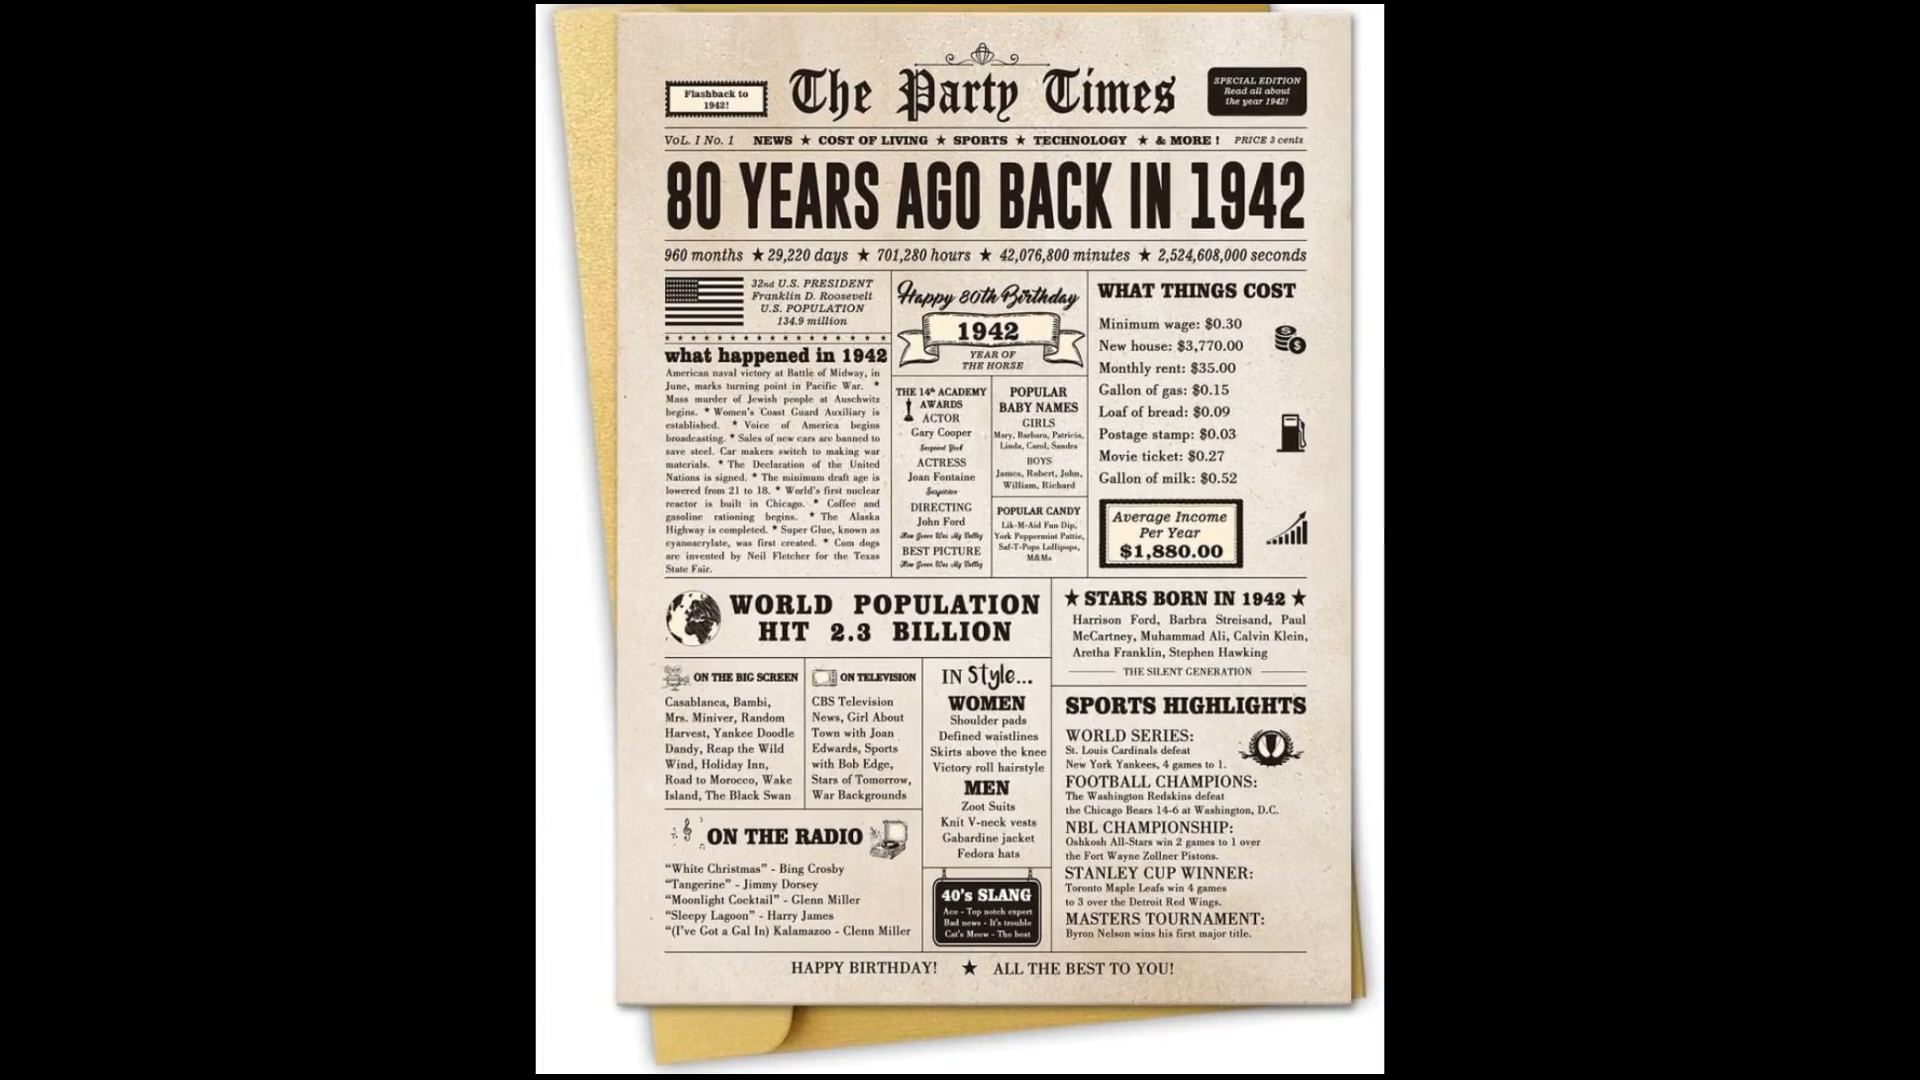 Flashback to
1942!
The Party Times
SPECIAL EDITION
Read all about
the year 1942!
VoL. I No. 1 NEWS ★ COST OF LIVING ★ SPORTS ★ TECHNOLOGY ★ & MORE ! PRICE 3 cents
80 YEARS AGO BACK IN 1942
960 months ★ 29,220 days ★ 701,280 hours ★ 42,076,800 minutes ★ 2,524,608,000 seconds
32nd U.S. PRESIDENT
Franklin D. Roosevelt
U.S. POPULATION
134.9 million
what happened in 1942
American naval victory at Battle of Midway, in
June, marks turning point in Pacific War. *
Mass murder of Jewish people at Auschwitz
begins. * Women's Coast Guard Auxiliary is
established. * Voice of America begins
broadcasting. * Sales of new cars are banned to
save steel. Car makers switch to making war
materials. * The Declaration of the United
Nations is signed. * The minimum draft age is
lowered from 21 to 18. * World's first nuclear
reactor is built in Chicago. * Coffee and
gasoline rationing begins. * The Alaska
Highway is completed. * Super Glue, known as
cyanoacrylate, was first created. * Corn dogs
are invented by Neil Fletcher for the Texas
State Fair.
Happy 80th Birthday
1942
YEAR OF
THE HORSE
THE 14th ACADEMY
AWARDS
ACTOR
Gary Cooper
Sergeant York
ACTRESS
Joan Fontaine
Suspicion
DIRECTING
John Ford
How Green Was My Valley
BEST PICTURE
How Green Was My Valley
POPULAR
BABY NAMES
GIRLS
Mary, Barbara, Patricia,
Linda, Carol, Sandra
BOYS
James, Robert, John,
William, Richard
POPULAR CANDY
Lik-M-Aid Fun Dip,
York Peppermint Pattie,
Saf-T-Pops Lollipops,
M&Ms
WHAT THINGS COST
Minimum wage: $0.30
New house: $3,770.00
Monthly rent: $35.00
Gallon of gas: $0.15
Loaf of bread: $0.09
Postage stamp: $0.03
Movie ticket: $0.27
Gallon of milk: $0.52
Average Income
Per Year
$1,880.00
WORLD POPULATION
HIT 2.3 BILLION
★ STARS BORN IN 1942 ★
Harrison Ford, Barbra Streisand, Paul
McCartney, Muhammad Ali, Calvin Klein,
Aretha Franklin, Stephen Hawking
THE SILENT GENERATION
ON THE BIG SCREEN
Casablanca, Bambi,
Mrs. Miniver, Random
Harvest, Yankee Doodle
Dandy, Reap the Wild
Wind, Holiday Inn,
Road to Morocco, Wake
Island, The Black Swan
ON TELEVISION
CBS Television
News, Girl About
Town with Joan
Edwards, Sports
with Bob Edge,
Stars of Tomorrow,
War Backgrounds
ON THE RADIO
"White Christmas" - Bing Crosby
"Tangerine" - Jimmy Dorsey
"Moonlight Cocktail" - Glenn Miller
"Sleepy Lagoon" - Harry James
"(I've Got a Gal In) Kalamazoo - Glenn Miller
IN Style...
WOMEN
Shoulder pads
Defined waistlines
Skirts above the knee
Victory roll hairstyle
MEN
Zoot Suits
Knit V-neck vests
Gabardine jacket
Fedora hats
40's SLANG
Ace - Top notch expert
Bad news - It's trouble
Cat's Meow - The best
SPORTS HIGHLIGHTS
WORLD SERIES:
St. Louis Cardinals defeat
New York Yankees, 4 games to 1.
FOOTBALL CHAMPIONS:
The Washington Redskins defeat
the Chicago Bears 14-6 at Washington, D.C.
NBL CHAMPIONSHIP:
Oshkosh All-Stars win 2 games to 1 over
the Fort Wayne Zollner Pistons.
STANLEY CUP WINNER:
Toronto Maple Leafs win 4 games
to 3 over the Detroit Red Wings.
MASTERS TOURNAMENT:
Byron Nelson wins his first major title.
HAPPY BIRTHDAY! ★ ALL THE BEST TO YOU!